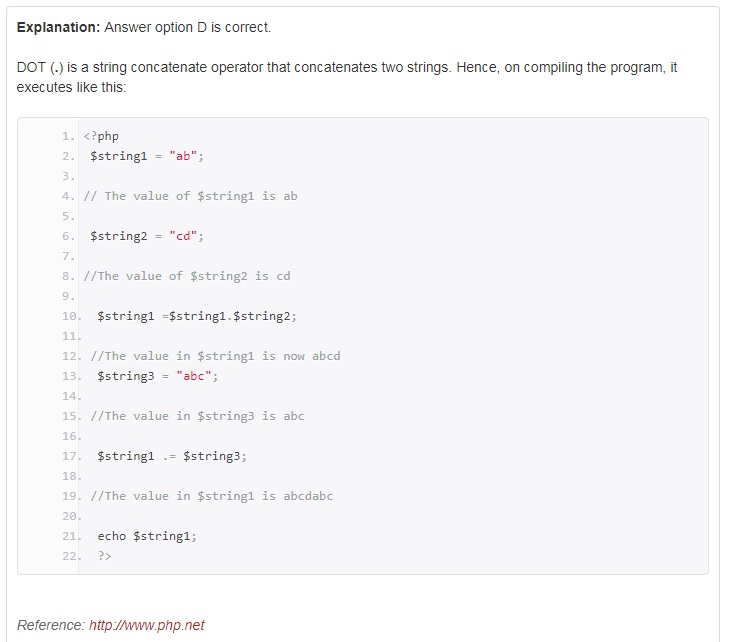 Explanation: Answer option D is correct.
DOT (.) is a string concatenate operator that concatenates two strings. Hence, on compiling the program, it
executes like this:
1. <?php
2. $string1 = "ab";
3.
4. // The value of $string1 is ab
5.
6. $string2 = "cd";
7.
8. //The value of $string2 is cd
9.
10. $string1 =$string1.$string2;
11.
12. //The value in $string1 is now abcd
13. $string3 = "abc";
14.
15. //The value in $string3 is abc
16.
17. $string1 .= $string3;
18.
19. //The value in $string1 is abcdabc
20.
21. echo $string1;
22. ?>
Reference: http://www.php.net